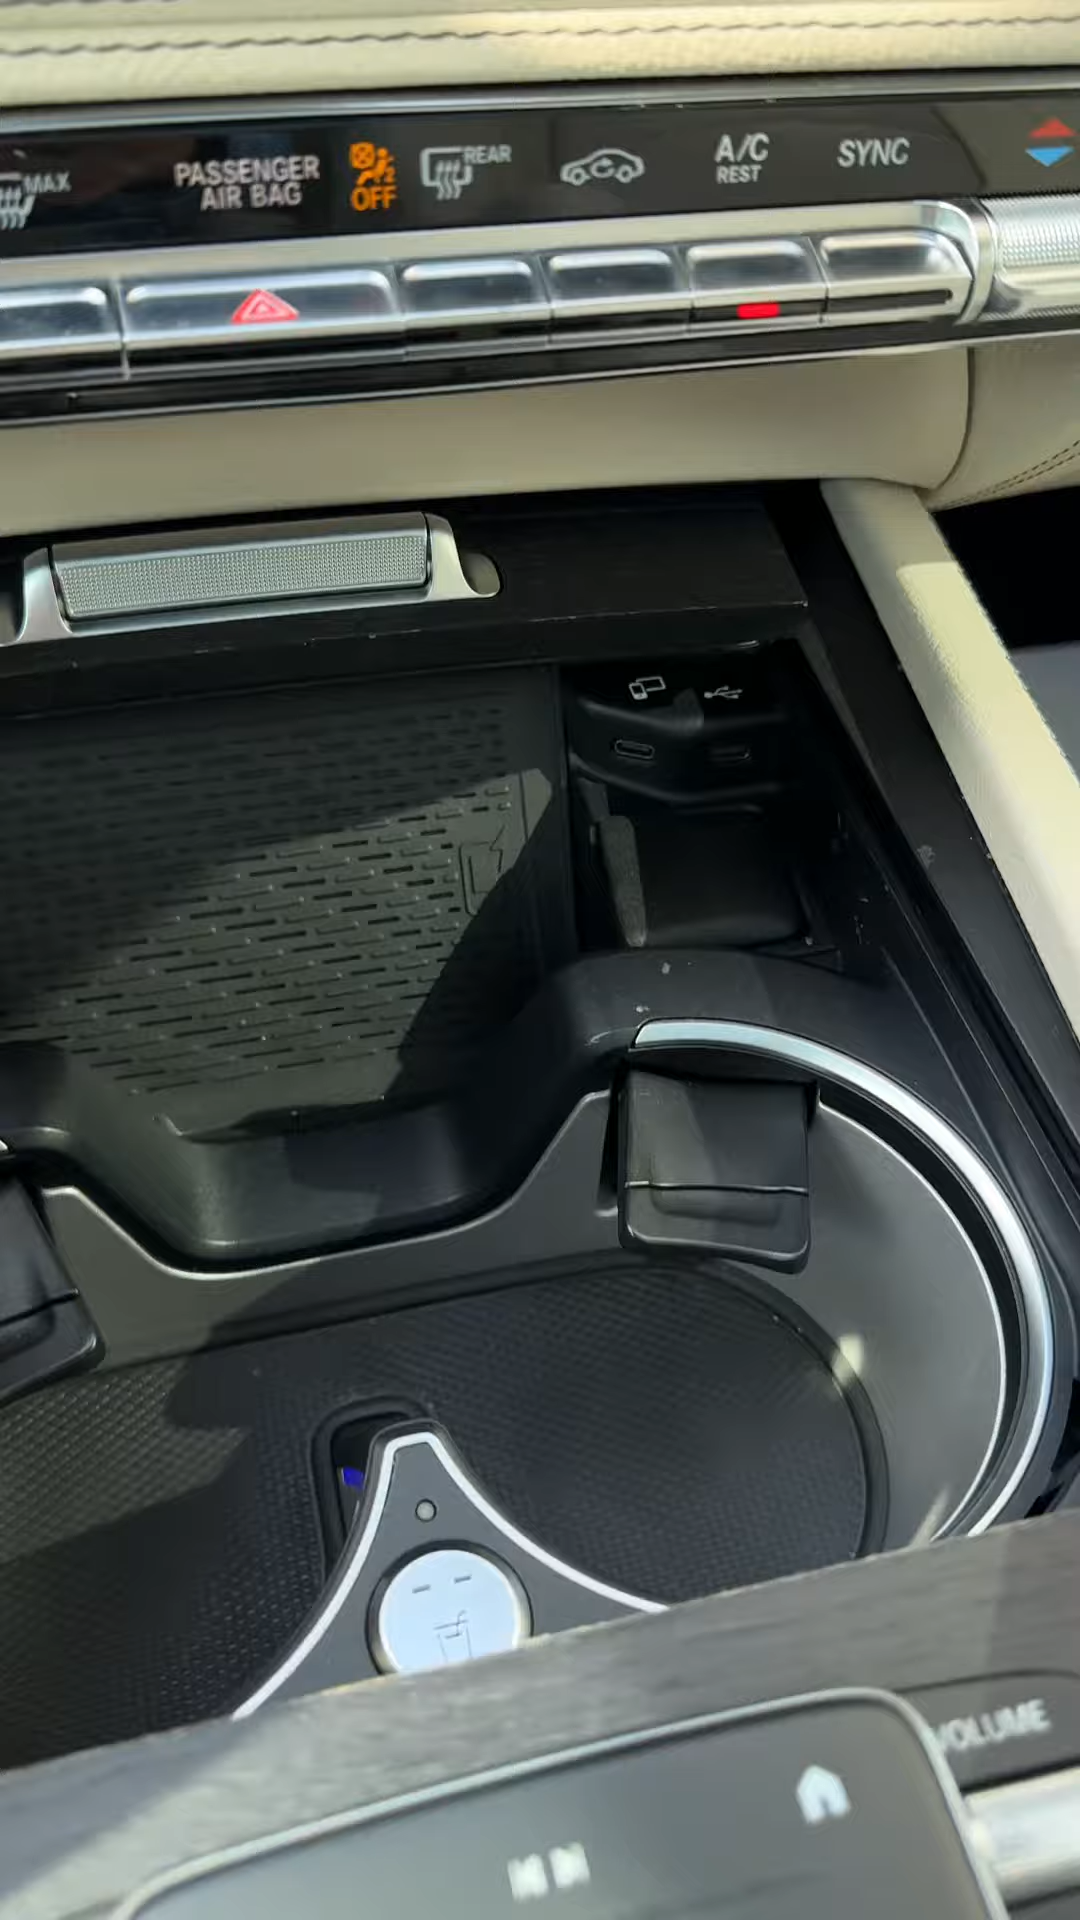 MAX
PASSENGER
AIR BAG
OFF
REAR
A/C
REST
SYNC
VOLUME